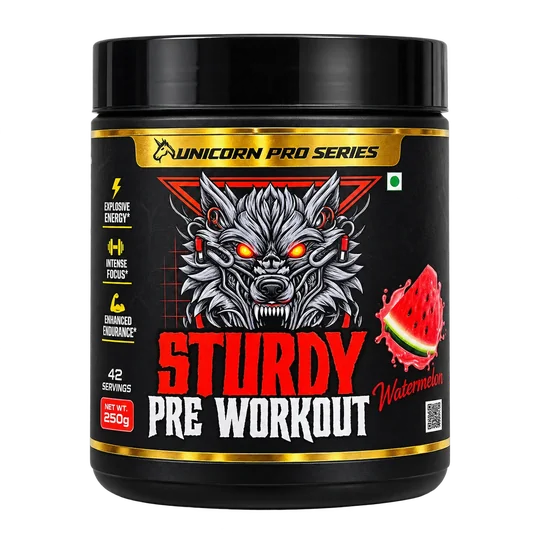 UNICORN PRO SERIES
EXPLOSIVE
ENERGY*
INTENSE
FOCUS*
ENHANCED
ENDURANCE*
42
SERVINGS
NET WT.
250g
STURDY
PRE WORKOUT
Watermelon